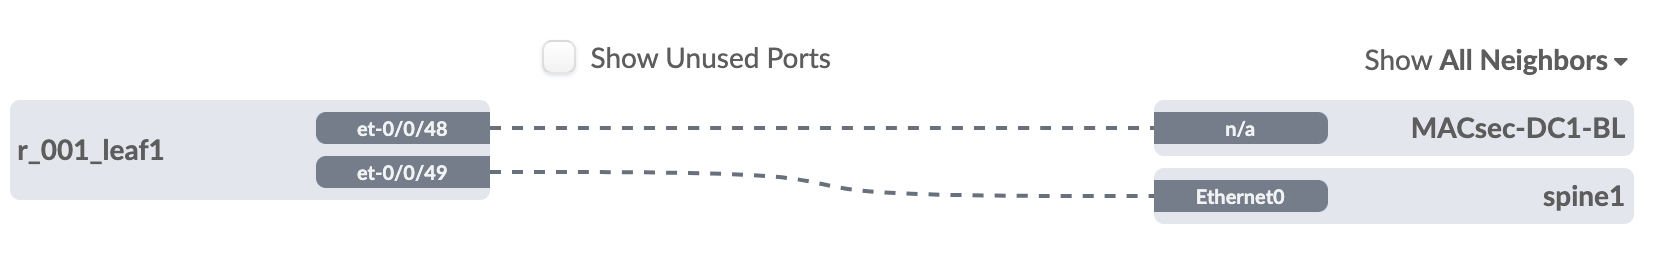 Show Unused Ports
Show All Neighbors
r_001_leaf1
et-0/0/48
n/a
MACsec-DC1-BL
et-0/0/49
Ethernet0
spine1